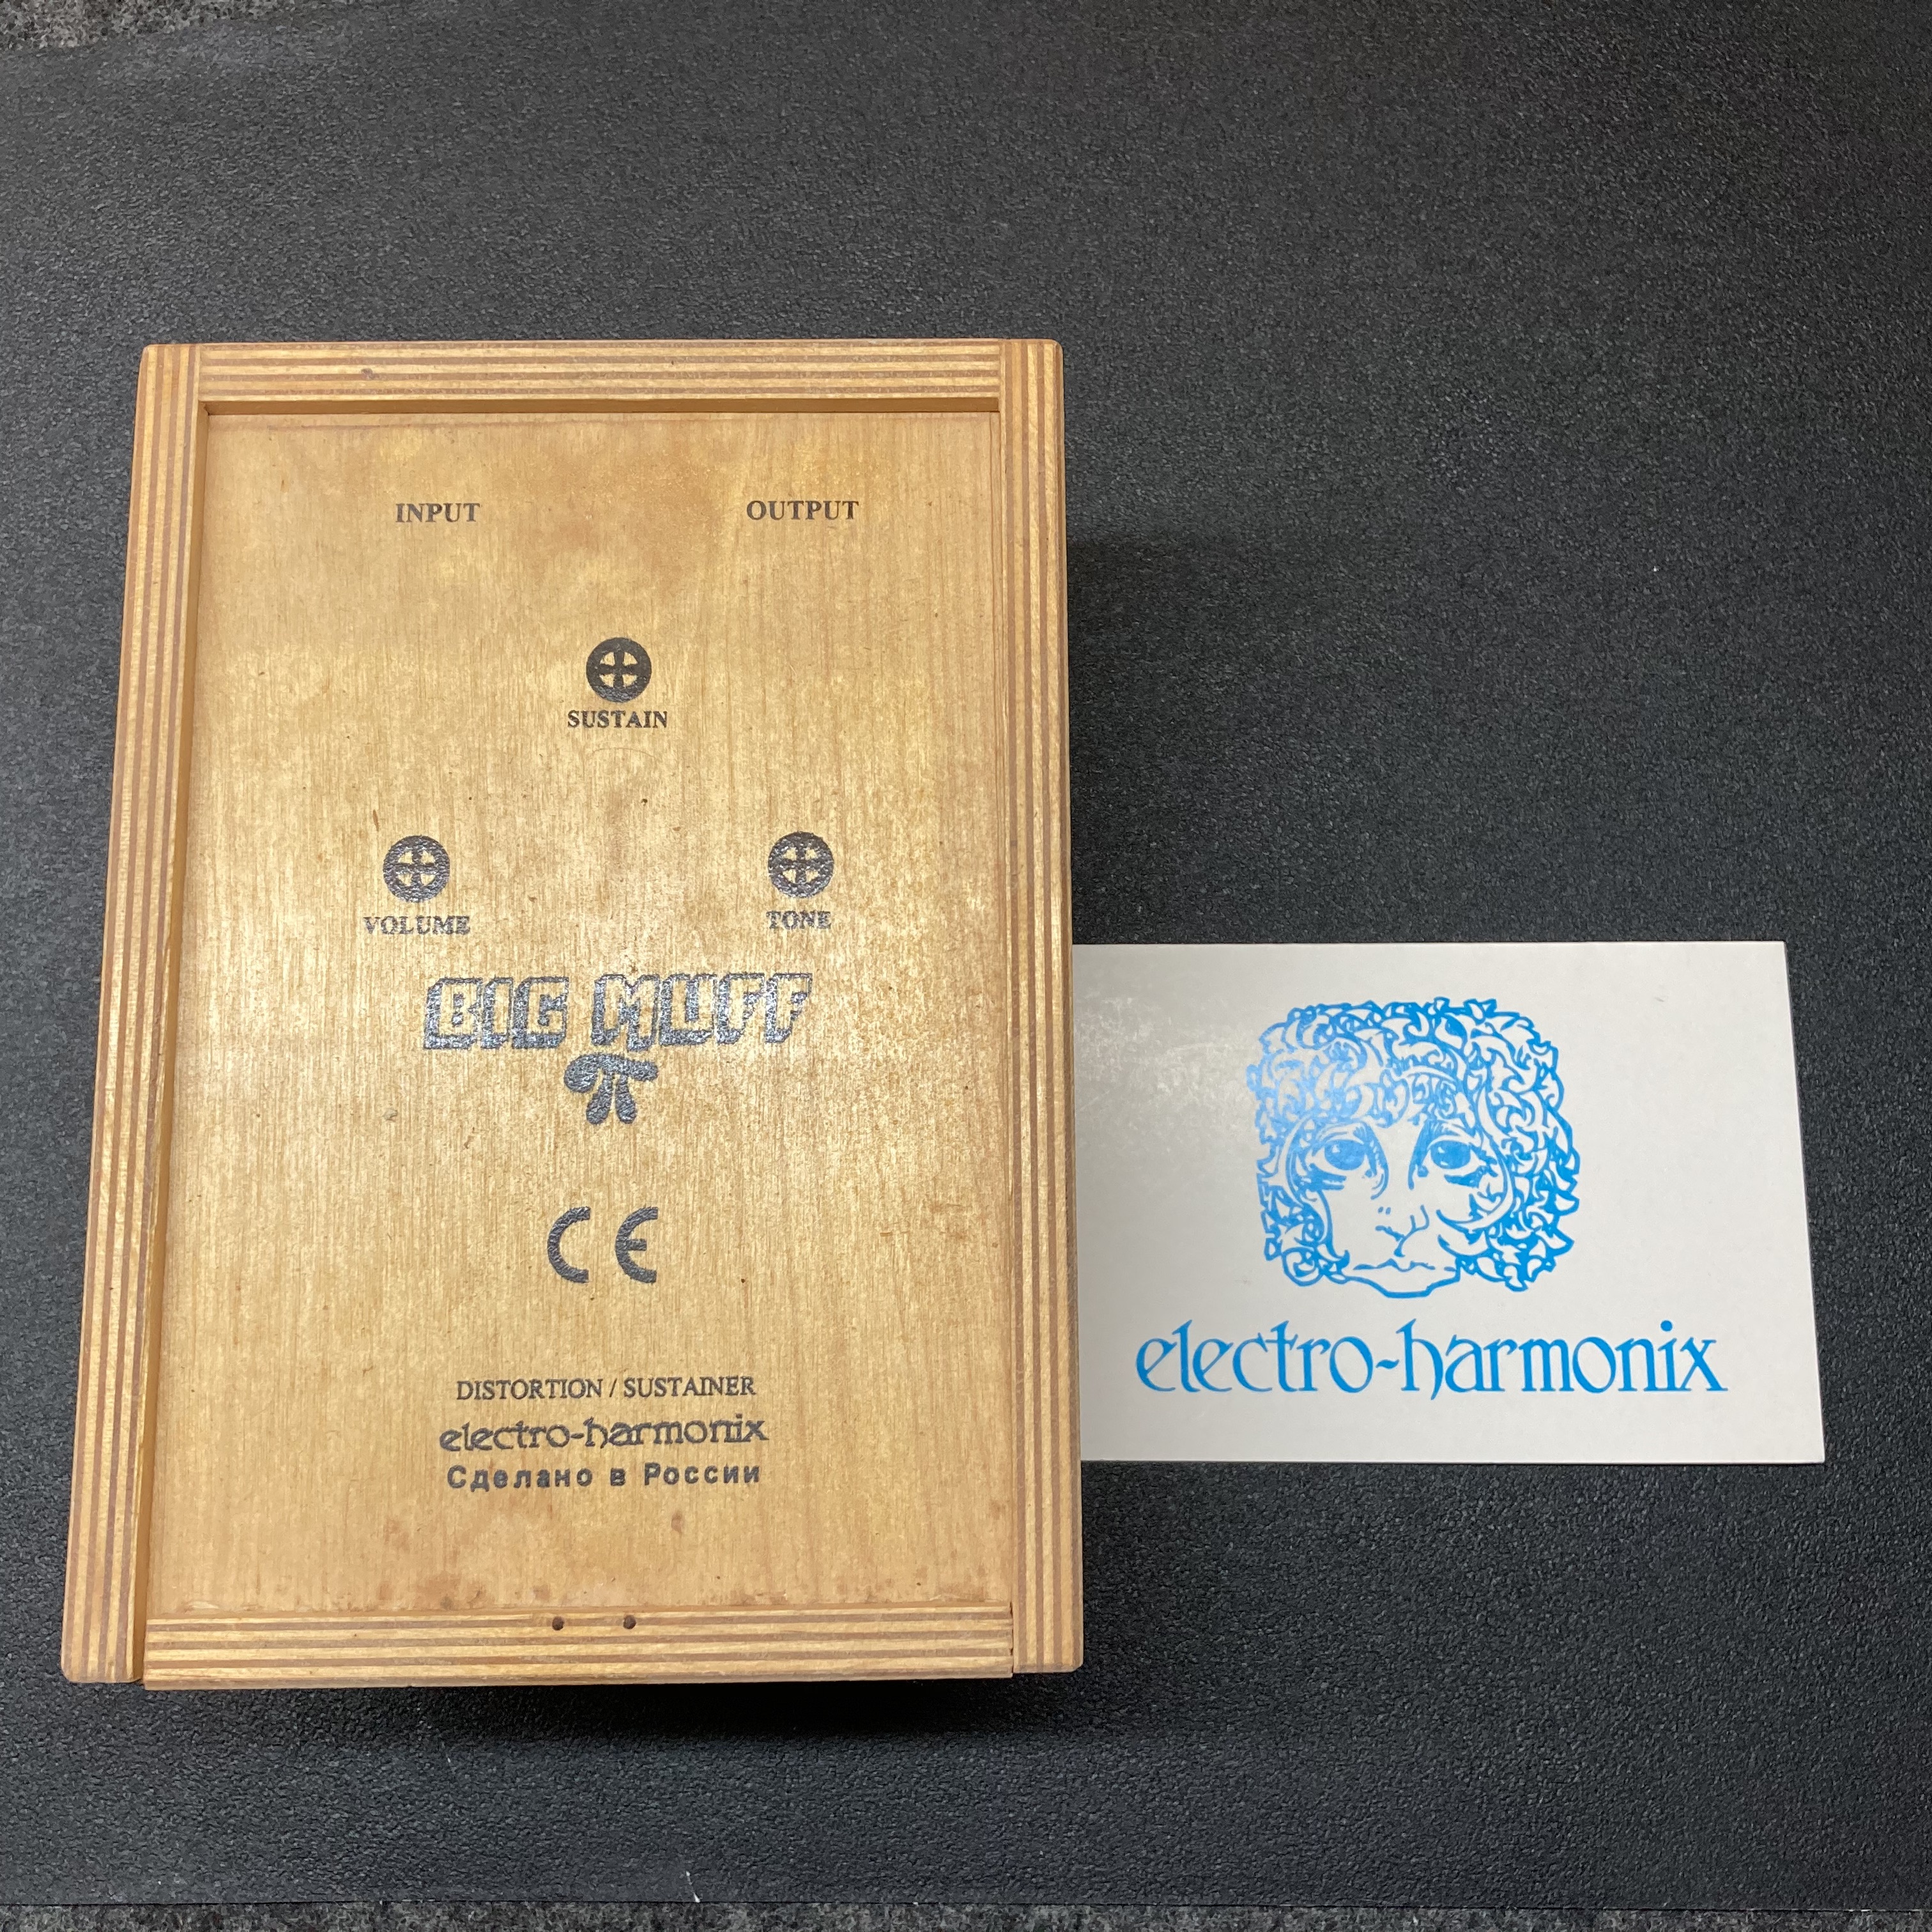 INPUT OUTPUT
SUSTAIN
VOLUME TONE
BIG MUFF
π
CE
DISTORTION / SUSTAINER
electro-harmonix
Сделано в России
electro-harmonix